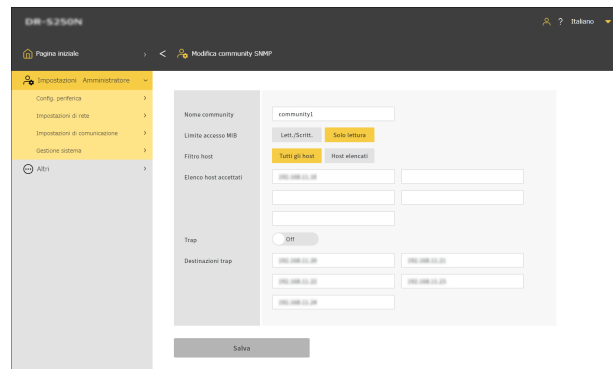 DR-S250N
? Italiano
Pagina iniziale
Modifica community SNMP
Impostazioni Amministratore
Config. periferica
Impostazioni di rete
Impostazioni di comunicazione
Gestione sistema
Altri
Nome community community1
Limite accesso MIB Lett./Scritt. Solo lettura
Filtro host Tutti gli host Host elencati
Elenco host accettati
Trap Off
Destinazioni trap
Salva